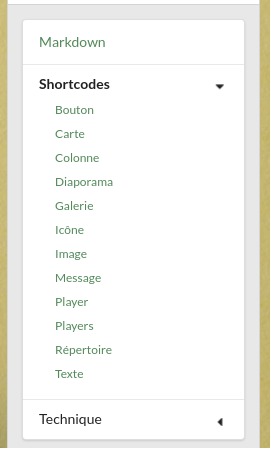 Markdown
Shortcodes
Bouton
Carte
Colonne
Diaporama
Galerie
Icône
Image
Message
Player
Players
Répertoire
Texte
Technique